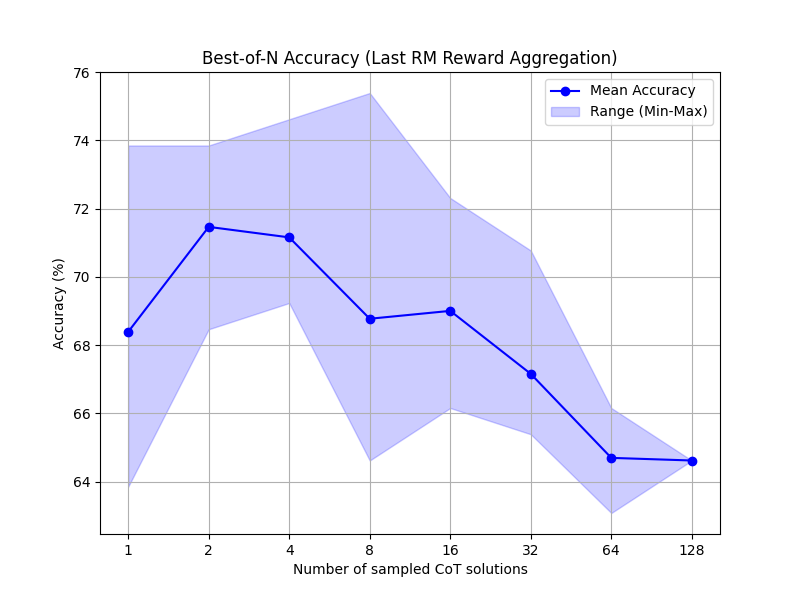 Best-of-N Accuracy (Last RM Reward Aggregation)
Mean Accuracy
Range (Min-Max)
Accuracy (%)
76
74
72
70
68
66
64
1 2 4 8 16 32 64 128
Number of sampled CoT solutions